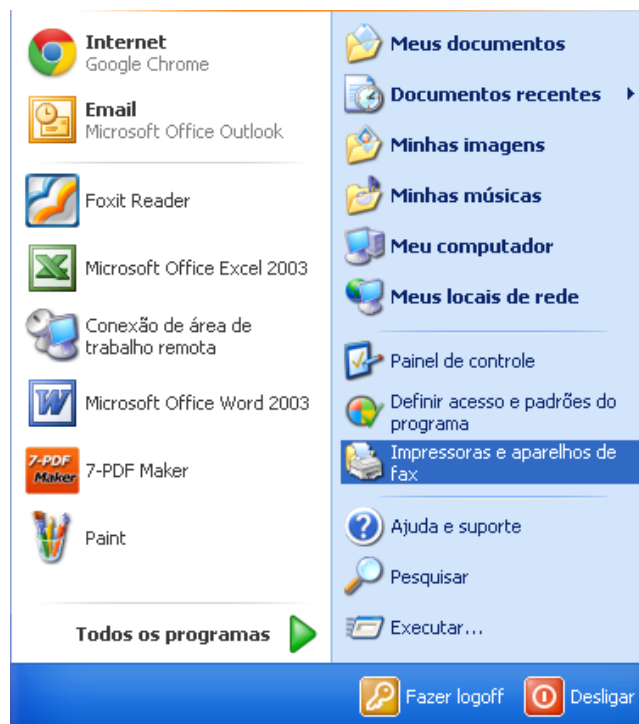 Internet
Google Chrome
Email
Microsoft Office Outlook
Foxit Reader
Microsoft Office Excel 2003
Conexão de área de
trabalho remota
Microsoft Office Word 2003
7-PDF
Maker
7-PDF Maker
Paint
Todos os programas
Meus documentos
Documentos recentes
Minhas imagens
Minhas músicas
Meu computador
Meus locais de rede
Painel de controle
Definir acesso e padrões do
programa
Impressoras e aparelhos de
fax
Ajuda e suporte
Pesquisar
Executar...
Fazer logoff
Desligar